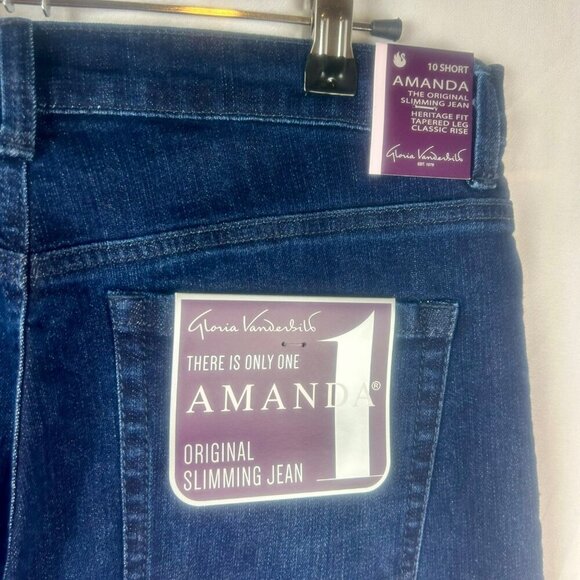 10 SHORT
AMANDA
THE ORIGINAL
SLIMMING JEAN
HERITAGE FIT
TAPERED LEG
CLASSIC RISE
Gloria Vanderbilt
EST. 1976
Gloria Vanderbilt
THERE IS ONLY ONE
1
AMANDA®
ORIGINAL
SLIMMING JEAN